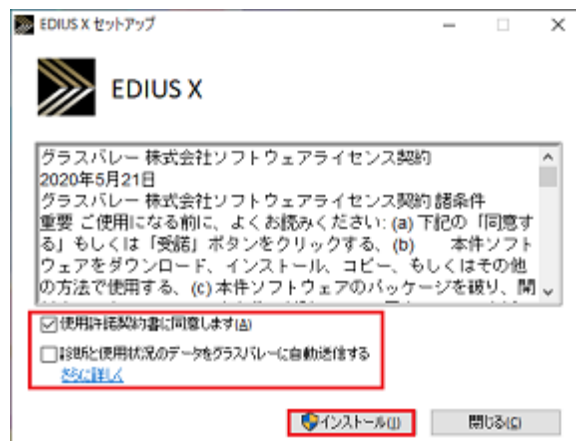 EDIUS X セットアップ
EDIUS X
グラスバレー 株式会社ソフトウェアライセンス契約
2020年5月21日
グラスバレー 株式会社ソフトウェアライセンス契約 諸条件
重要 ご使用になる前に、よくお読みください: (a) 下記の「同意す
る」もしくは「受諾」ボタンをクリックする、(b) 本件ソフト
ウェアをダウンロード、インストール、コピー、もしくはその他
の方法で使用する、(c) 本件ソフトウェアのパッケージを破り、開
使用許諾契約書に同意します(A)
診断と使用状況のデータをグラスバレーに自動送信する
さらに詳しく
インストール(I)
閉じる(C)